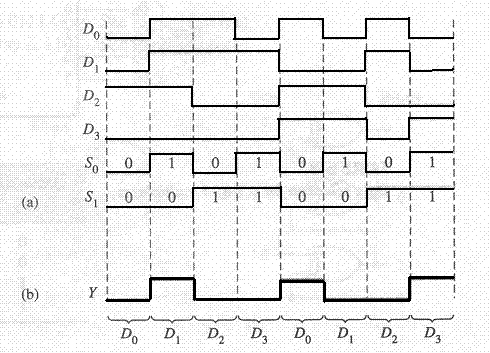 D₀
D₁
D₂
D₃
S₀ 0 1 0 1 0 1 0 1
(a) S₁ 0 0 1 1 0 0 1 1
(b) Y
D₀ D₁ D₂ D₃ D₀ D₁ D₂ D₃